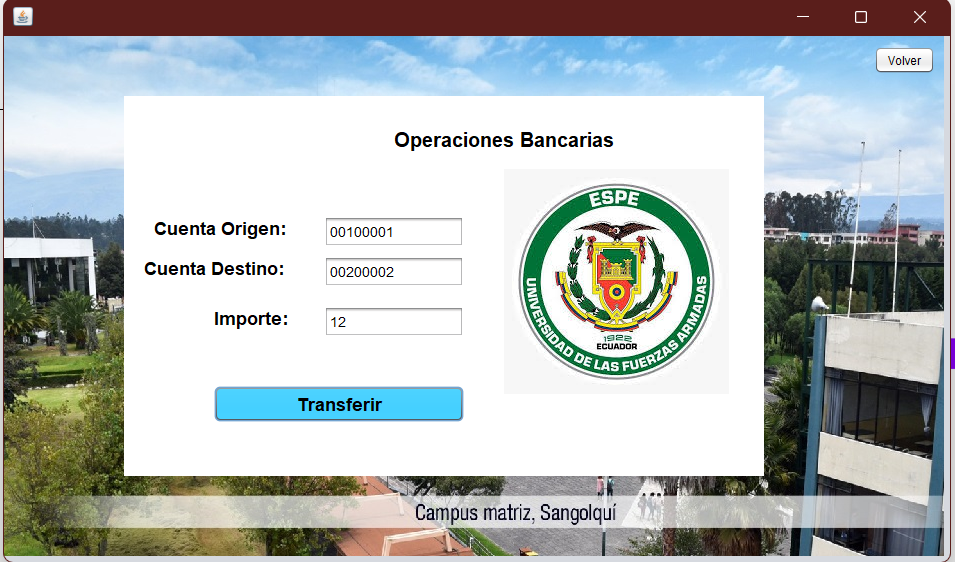 Volver
Operaciones Bancarias
Cuenta Origen: 00100001
Cuenta Destino: 00200002
Importe: 12
Transferir
ESPE
UNIVERSIDAD DE LAS FUERZAS ARMADAS
1922
ECUADOR
Campus matriz, Sangolquí